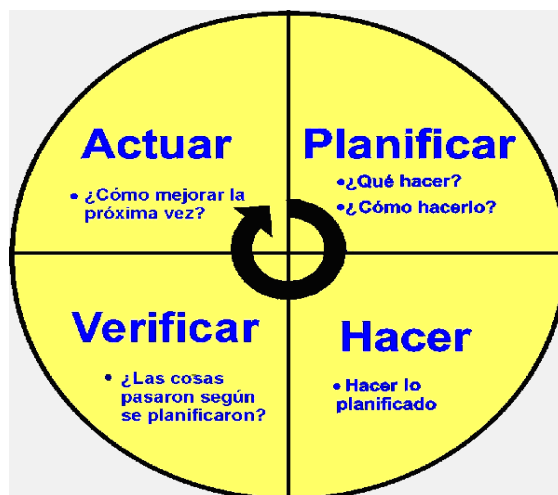 Actuar
• ¿Cómo mejorar la
próxima vez?
Planificar
•¿Qué hacer?
•¿Cómo hacerlo?
Verificar
• ¿Las cosas
pasaron según
se planificaron?
Hacer
• Hacer lo
planificado